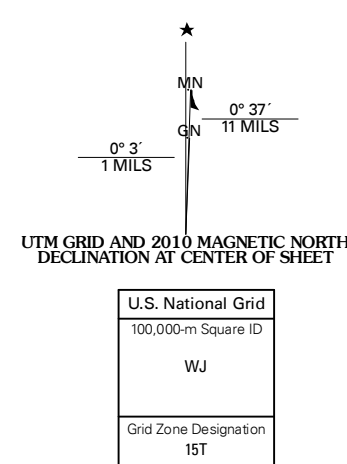 ★
MN
0° 37´
11 MILS
GN
0° 3´
1 MILS
UTM GRID AND 2010 MAGNETIC NORTH
DECLINATION AT CENTER OF SHEET
U.S. National Grid
100,000-m Square ID
WJ
Grid Zone Designation
15T